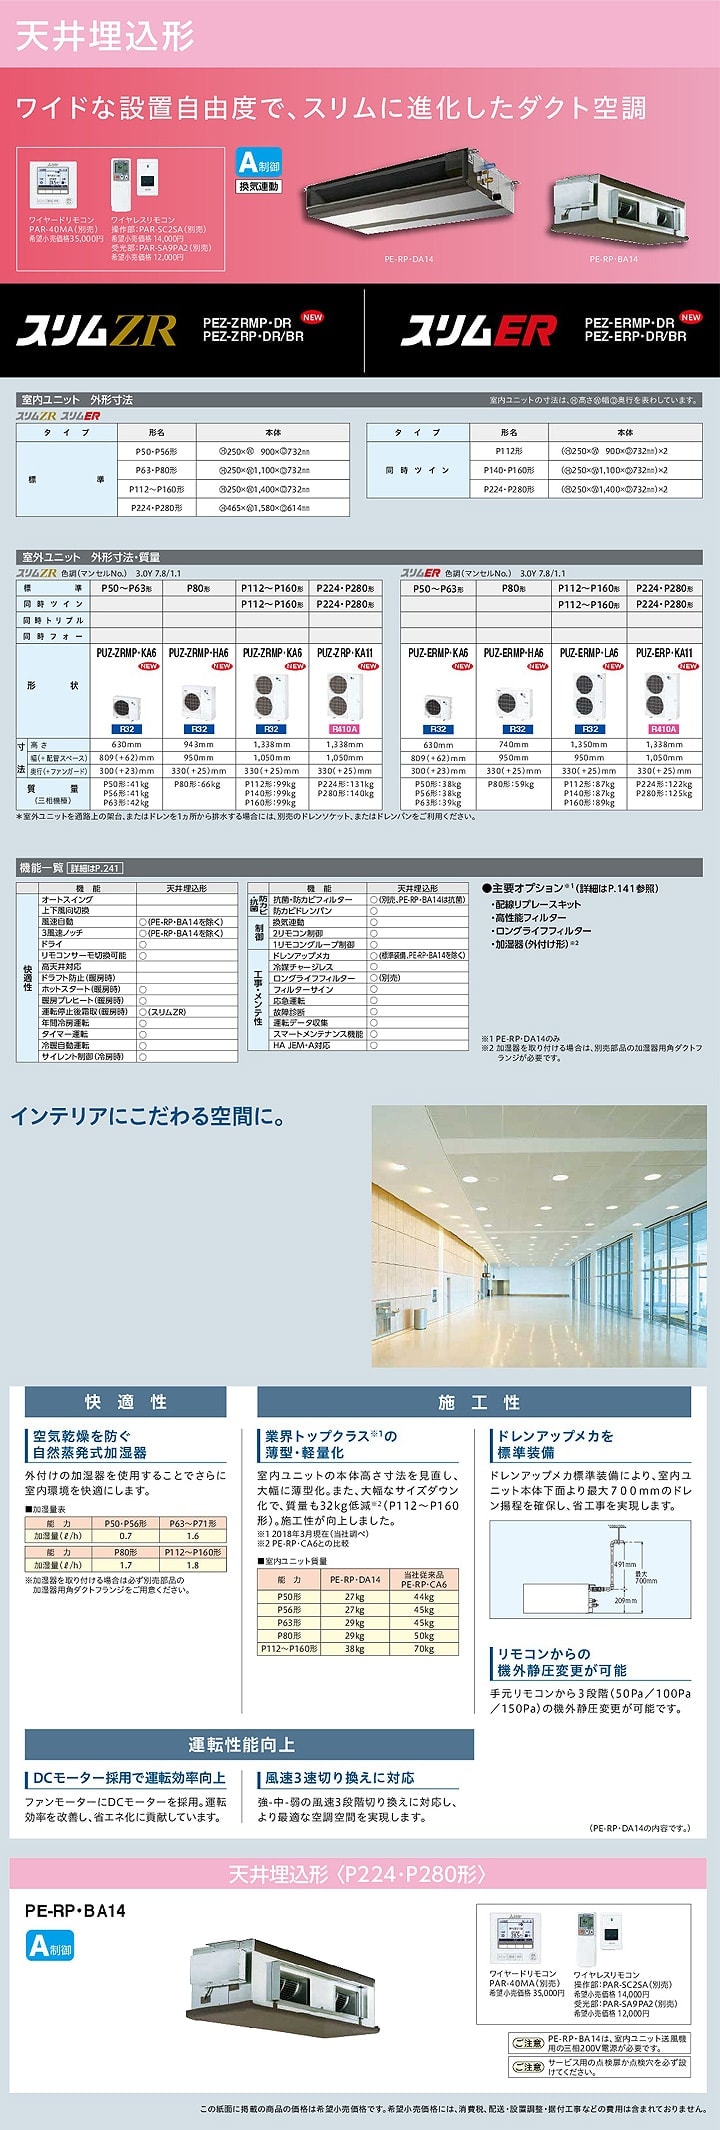 天井埋込形
ワイドな設置自由度で、スリムに進化したダクト空調
ワイヤードリモコン
PAR-40MA（別売）
希望小売価格35,000円
ワイヤレスリモコン
操作部：PAR-SC2SA（別売）
希望小売価格 14,000円
受光部：PAR-SA9PA2（別売）
希望小売価格 12,000円
A制御
換気連動
PE-RP・DA14
PE-RP・BA14
スリムZR
PEZ-ZRMP・DR NEW
PEZ-ZRP・DR/BR
スリムER
PEZ-ERMP・DR NEW
PEZ-ERP・DR/BR
室内ユニット 外形寸法
室内ユニットの寸法は、Ⓗ高さⓌ幅Ⓓ奥行を表わしています。
スリムZR スリムER
タイプ 形名 本体
標準
P50・P56形 Ⓗ250×Ⓦ 900×Ⓓ732㎜
P63・P80形 Ⓗ250×Ⓦ1,100×Ⓓ732㎜
P112～P160形 Ⓗ250×Ⓦ1,400×Ⓓ732㎜
P224・P280形 Ⓗ465×Ⓦ1,580×Ⓓ614㎜
タイプ 形名 本体
同時ツイン
P112形 （Ⓗ250×Ⓦ 900×Ⓓ732㎜）×2
P140・P160形 （Ⓗ250×Ⓦ1,100×Ⓓ732㎜）×2
P224・P280形 （Ⓗ250×Ⓦ1,400×Ⓓ732㎜）×2
室外ユニット 外形寸法・質量
スリムZR 色調（マンセルNo.） 3.0Y 7.8/1.1
標準 P50～P63形 P80形 P112～P160形 P224・P280形
同時ツイン P112～P160形 P224・P280形
同時トリプル
同時フォー
形状
PUZ-ZRMP・KA6 PUZ-ZRMP・HA6 PUZ-ZRMP・KA6 PUZ-ZRP・KA11
NEW NEW NEW NEW
R32 R32 R32 R410A
寸法
高さ 630mm 943mm 1,338mm 1,338mm
幅（＋配管スペース） 809（+62）mm 950mm 1,050mm 1,050mm
奥行（＋ファンガード） 300（+23）mm 330（+25）mm 330（+25）mm 330（+25）mm
質量
（三相機種）
P50形：41kg P80形：66kg P112形：99kg P224形：131kg
P56形：41kg P140形：99kg P280形：140kg
P63形：42kg P160形：99kg
スリムER 色調（マンセルNo.） 3.0Y 7.8/1.1
P50～P63形 P80形 P112～P160形 P224・P280形
P112～P160形 P224・P280形
PUZ-ERMP・KA6 PUZ-ERMP・HA6 PUZ-ERMP・LA6 PUZ-ERP・KA11
NEW NEW NEW NEW
R32 R32 R32 R410A
630mm 740mm 1,350mm 1,338mm
809（+62）mm 950mm 950mm 1,050mm
300（+23）mm 330（+25）mm 330（+25）mm 330（+25）mm
P50形：38kg P80形：59kg P112形：87kg P224形：122kg
P56形：38kg P140形：87kg P280形：125kg
P63形：39kg P160形：89kg
＊室外ユニットを通路上の架台、またはドレンを1カ所から排水する場合には、別売のドレンソケット、またはドレンパンをご利用ください。
機能一覧 詳細はP.241
機能 天井埋込形
快適性
オートスイング
上下風向切換
風速自動 ○（PE-RP・BA14を除く）
3風速ノッチ ○（PE-RP・BA14を除く）
ドライ ○
リモコンサーモ切換可能 ○
高天井対応
ドラフト防止（暖房時）
ホットスタート（暖房時） ○
暖房プレヒート（暖房時） ○
運転停止後霜取（暖房時） ○（スリムZR）
年間冷房運転 ○
タイマー運転 ○
冷暖自動運転 ○
サイレント制御（冷房時） ○
機能 天井埋込形
抗菌・防カビ
抗菌・防カビフィルター ○（別売、PE-RP・BA14は抗菌）
防カビドレンパン ○
制御
換気連動 ○
2リモコン制御 ○
1リモコングループ制御 ○
工事・メンテ性
ドレンアップメカ ○（標準装備、PE-RP・BA14を除く）
冷媒チャージレス ○
ロングライフフィルター ○（別売）
フィルターサイン ○
応急運転 ○
故障診断 ○
運転データ収集 ○
スマートメンテナンス機能 ○
HA JEM・A対応 ○
●主要オプション※1（詳細はP.141参照）
・配線リプレースキット
・高性能フィルター
・ロングライフフィルター
・加湿器（外付け形）※2
※1 PE-RP・DA14のみ
※2 加湿器を取り付ける場合は、別売部品の加湿器用角ダクトフ
ランジが必要です。
インテリアにこだわる空間に。
快適性
空気乾燥を防ぐ
自然蒸発式加湿器
外付けの加湿器を使用することでさらに
室内環境を快適にします。
■加湿量表
能力 P50・P56形 P63～P71形
加湿量（ℓ/h） 0.7 1.6
能力 P80形 P112～P160形
加湿量（ℓ/h） 1.7 1.8
※加湿器を取り付ける場合は必ず別売部品の
加湿器用角ダクトフランジをご用意ください。
施工性
業界トップクラス※1の
薄型・軽量化
室内ユニットの本体高さ寸法を見直し、
大幅に薄型化。また、大幅なサイズダウン
化で、質量も32kg低減※2（P112～P160
形）。施工性が向上しました。
※1 2018年3月現在（当社調べ）
※2 PE-RP・CA6との比較
■室内ユニット質量
能力 PE-RP・DA14 当社従来品 PE-RP・CA6
P50形 27kg 44kg
P56形 27kg 45kg
P63形 29kg 45kg
P80形 29kg 50kg
P112～P160形 38kg 70kg
ドレンアップメカを
標準装備
ドレンアップメカ標準装備により、室内ユ
ニット本体下面より最大700mmのドレ
ン揚程を確保し、省工事を実現します。
491mm
最大
700mm
209mm
リモコンからの
機外静圧変更が可能
手元リモコンから3段階（50Pa／100Pa
／150Pa）の機外静圧変更が可能です。
運転性能向上
DCモーター採用で運転効率向上
ファンモーターにDCモーターを採用。運転
効率を改善し、省エネ化に貢献しています。
風速3速切り換えに対応
強-中-弱の風速3段階切り換えに対応し、
より最適な空調空間を実現します。
（PE-RP・DA14の内容です。）
天井埋込形〈P224・P280形〉
PE-RP・BA14
A制御
ワイヤードリモコン
PAR-40MA（別売）
希望小売価格 35,000円
ワイヤレスリモコン
操作部：PAR-SC2SA（別売）
希望小売価格 14,000円
受光部：PAR-SA9PA2（別売）
希望小売価格 12,000円
ご注意 PE-RP・BA14は、室内ユニット送風機
用の三相200V電源が必要です。
ご注意 サービス用の点検扉か点検穴を必ず設
けてください。
この紙面に掲載の商品の価格は希望小売価格です。希望小売価格には、消費税、配送・設置調整・据付工事などの費用は含まれておりません。